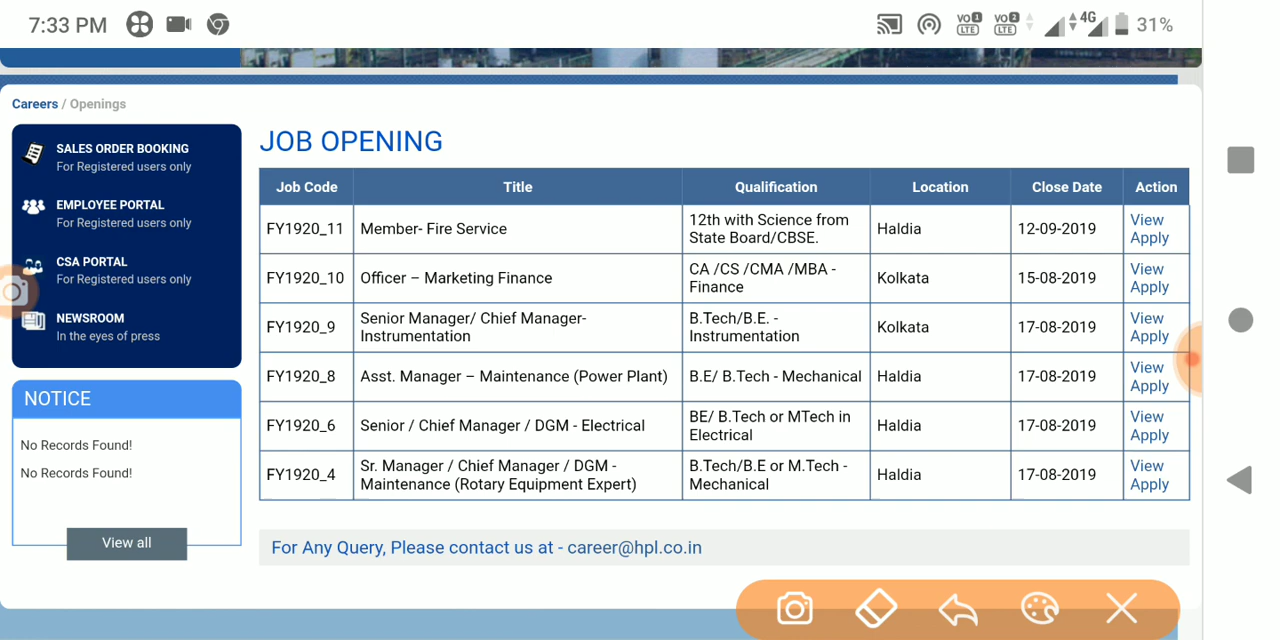 7:33 PM
VO 1 LTE VO 2 LTE 4G 31%
Careers / Openings
SALES ORDER BOOKING
For Registered users only
EMPLOYEE PORTAL
For Registered users only
CSA PORTAL
For Registered users only
NEWSROOM
In the eyes of press
NOTICE
No Records Found!
No Records Found!
View all
JOB OPENING
Job Code Title Qualification Location Close Date Action
FY1920_11 Member- Fire Service 12th with Science from State Board/CBSE. Haldia 12-09-2019 View Apply
FY1920_10 Officer – Marketing Finance CA /CS /CMA /MBA - Finance Kolkata 15-08-2019 View Apply
FY1920_9 Senior Manager/ Chief Manager- Instrumentation B.Tech/B.E. - Instrumentation Kolkata 17-08-2019 View Apply
FY1920_8 Asst. Manager – Maintenance (Power Plant) B.E/ B.Tech - Mechanical Haldia 17-08-2019 View Apply
FY1920_6 Senior / Chief Manager / DGM - Electrical BE/ B.Tech or MTech in Electrical Haldia 17-08-2019 View Apply
FY1920_4 Sr. Manager / Chief Manager / DGM - Maintenance (Rotary Equipment Expert) B.Tech/B.E or M.Tech - Mechanical Haldia 17-08-2019 View Apply
For Any Query, Please contact us at - career@hpl.co.in